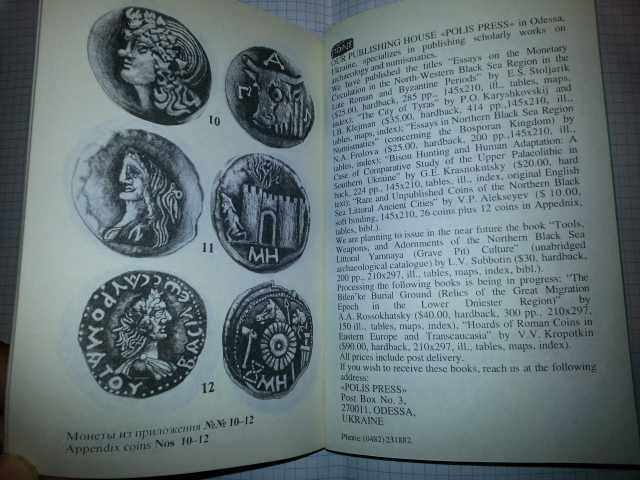 10
Α
Π
11
ΜΗ
ΒΑϹΙΛΕΩϹ ϹΑΥΡΟΜΑΤΟΥ
ΜΗ
12
Монеты из приложения №№ 10–12
Appendix coins Nos 10–12
OUR PUBLISHING HOUSE «POLIS PRESS» in Odessa,
Ukraine, specializes in publishing scholarly works on
archaeology and numismatics.
We have published the titles “Essays on the Monetary
Circulation in the North-Western Black Sea Region in the
Late Roman and Byzantine Periods” by E.S. Stoljarik
($25.00, hardback, 285 pp., 145x210, ill., tables, maps,
index); “The City of Tyras” by P.O. Karyshkovskij and
I.B. Klejman ($35.00, hardback, 414 pp.,145x210, ill.,
tables, maps, index); “Essays in Northern Black Sea Region
Numismatics” (concerning the Bosporan Kingdom) by
N.A. Frolova ($25.00, hardback, 200 pp.,145x210, ill.,
tables, index); “Bison Hunting and Human Adaptation: A
Case of Comparative Study of the Upper Palaeolithic in
Southern Ukraine” by G.E. Krasnokutsky ($20.00, hard
back, 224 pp., 145x210, tables, ill., index, original English
text); “Rare and Unpublished Coins of the Northern Black
Sea Littoral Ancient Cities” by V.P. Alekseyev ($ 10.00,
soft binding, 145x210, 26 coins plus 12 coins in Appednix,
tables, bibl.).
We are planning to issue in the near future the book “Tools,
Weapons, and Adornments of the Northern Black Sea
Littoral Yamnaya (Grave Pit) Culture” (unabridged
archaeological catalogue) by L.V. Subbotin ($30, hardback,
200 pp., 210x297, ill., tables, maps, index, bibl.).
Processing the following books is being in progress: “The
Bilen'ke Burial Ground (Relics of the Great Migration
Epoch in the Lower Dniester Region)” by
A.A. Rossokhatsky ($40.00, hardback, 300 pp., 210x297,
150 ill., tables, maps, index), “Hoards of Roman Coins in
Eastern Europe and Transcaucasia” by V.V. Kropotkin
($90.00, hardback, 210x297, ill., tables, maps, index).
All prices include post delivery.
If you wish to receive these books, reach us at the following
address:
«POLIS PRESS»
Post Box No. 3,
270011, ODESSA,
UKRAINE
Phone: (0482)231882.